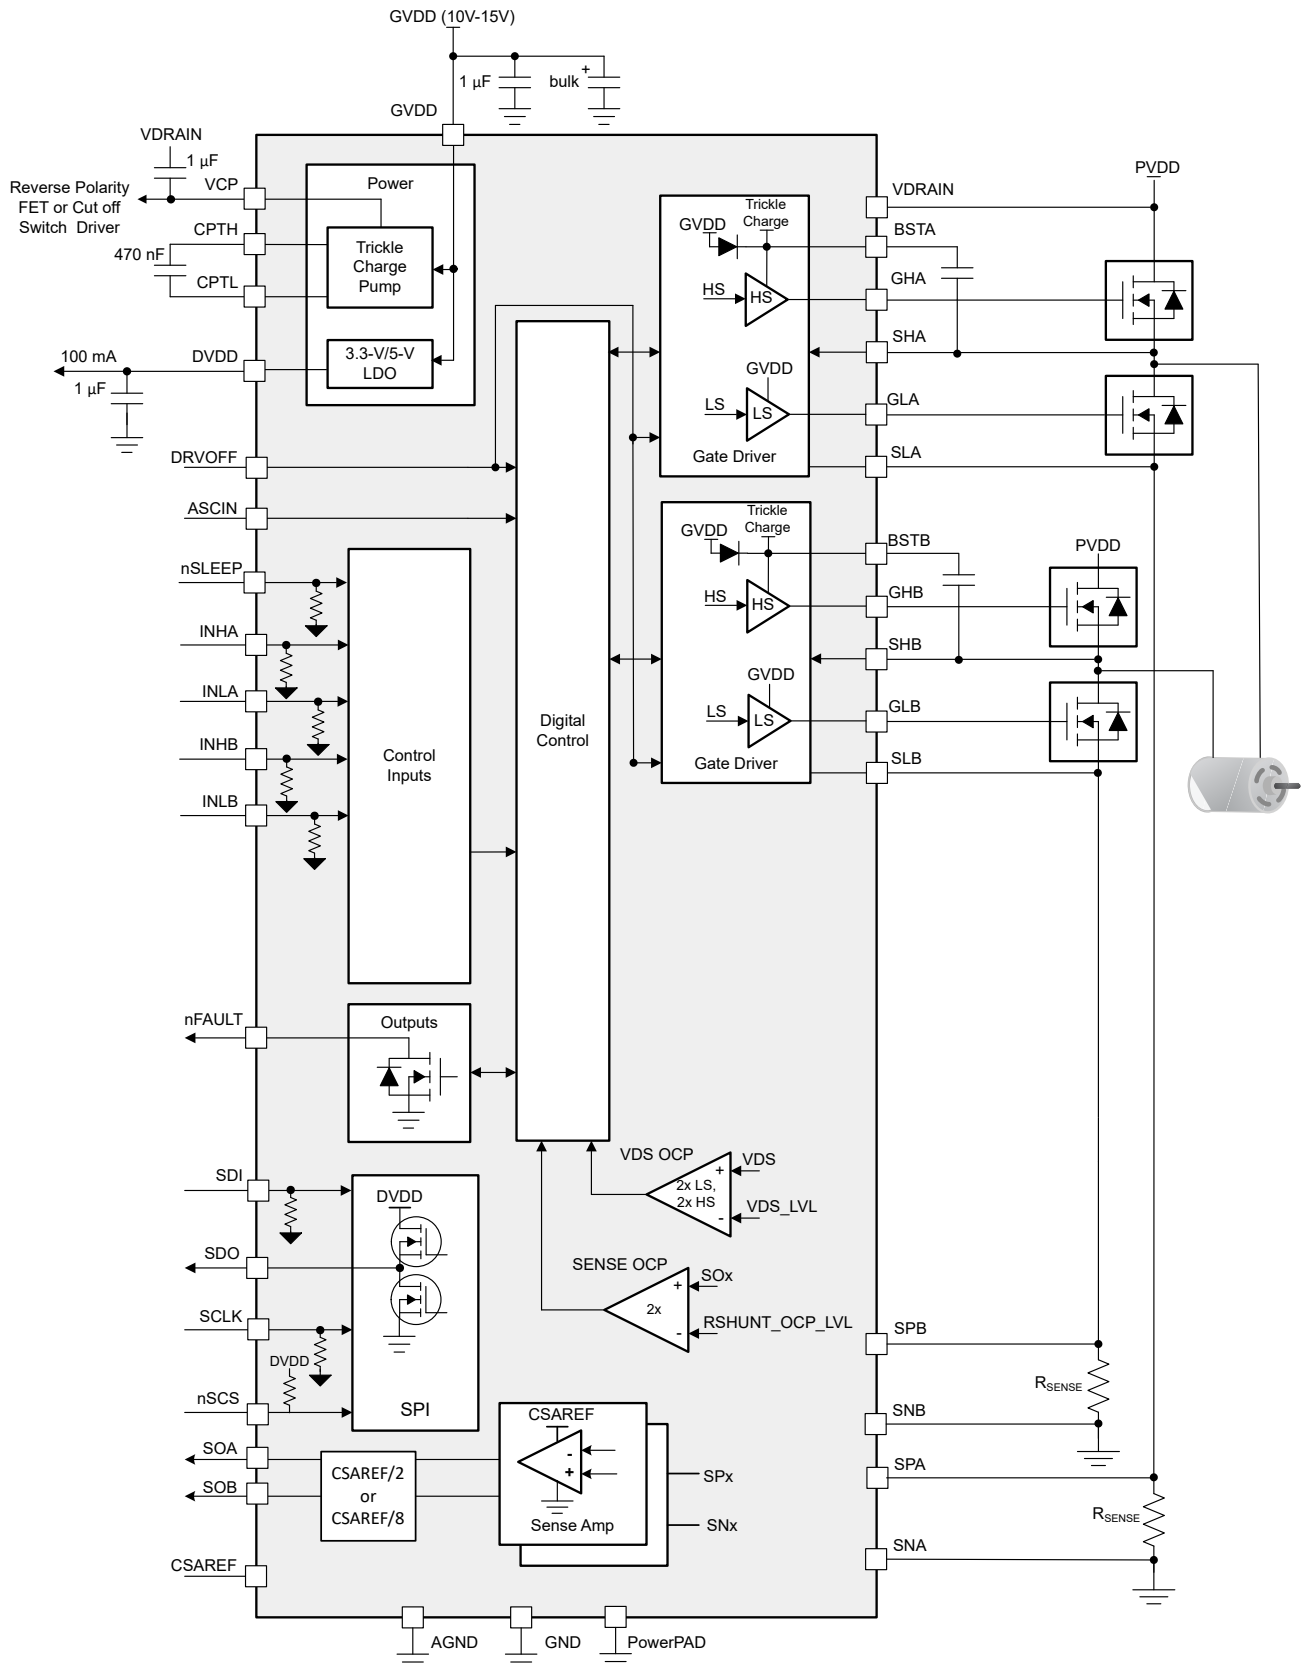 GVDD (10V-15V)
1 μF
bulk
+
GVDD
VDRAIN
1 μF
VCP
Reverse Polarity
FET or Cut off
Switch Driver
CPTH
470 nF
CPTL
100 mA
DVDD
1 μF
Power
Trickle
Charge
Pump
3.3-V/5-V
LDO
DRVOFF
ASCIN
nSLEEP
INHA
INLA
INHB
INLB
Control
Inputs
Digital
Control
nFAULT
Outputs
SDI
SDO
SCLK
DVDD
nSCS
DVDD
SPI
SOA
SOB
CSAREF/2
or
CSAREF/8
CSAREF
CSAREF
-
+
Sense Amp
SPx
SNx
VDS OCP
+
2x LS,
2x HS
-
VDS
VDS_LVL
SENSE OCP
+
2x
-
SOx
RSHUNT_OCP_LVL
Trickle
Charge
GVDD
HS
HS
GVDD
LS
LS
Gate Driver
Trickle
Charge
GVDD
HS
HS
GVDD
LS
LS
Gate Driver
VDRAIN
BSTA
GHA
SHA
GLA
SLA
BSTB
GHB
SHB
GLB
SLB
PVDD
PVDD
SPB
RSENSE
SNB
SPA
RSENSE
SNA
AGND
GND
PowerPAD